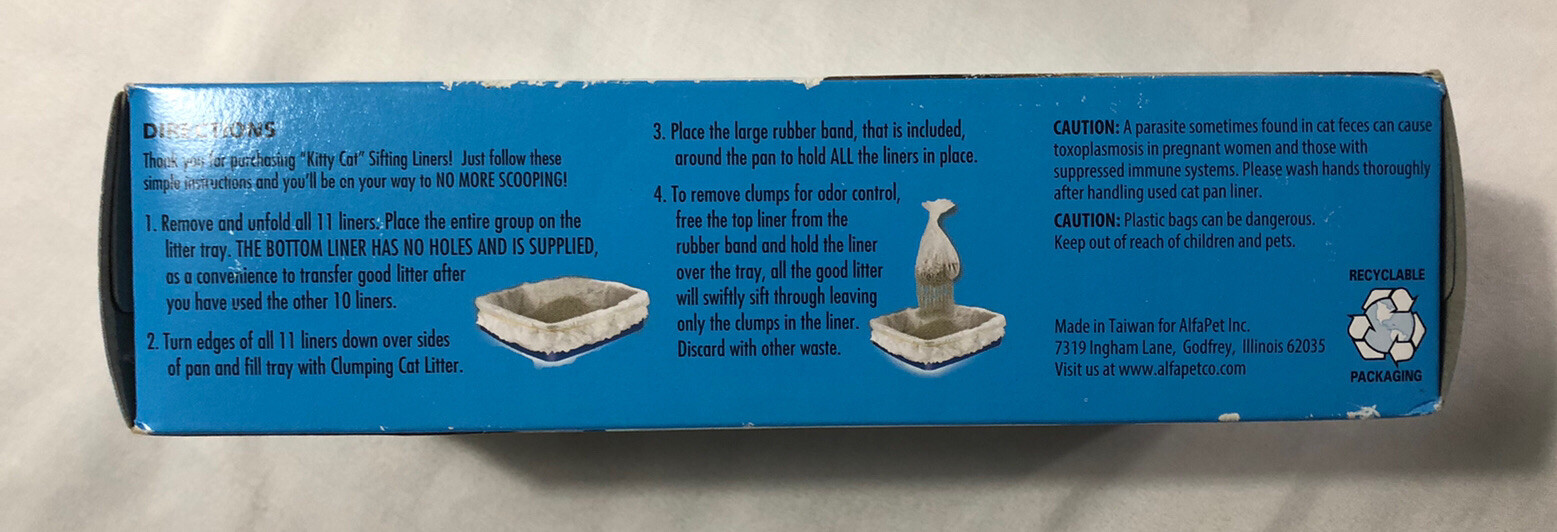 DIRECTIONS
Thank you for purchasing "Kitty Cat" Sifting Liners! Just follow these
simple instructions and you'll be on your way to NO MORE SCOOPING!
1. Remove and unfold all 11 liners. Place the entire group on the
litter tray. THE BOTTOM LINER HAS NO HOLES AND IS SUPPLIED,
as a convenience to transfer good litter after
you have used the other 10 liners.
2. Turn edges of all 11 liners down over sides
of pan and fill tray with Clumping Cat Litter.
3. Place the large rubber band, that is included,
around the pan to hold ALL the liners in place.
4. To remove clumps for odor control,
free the top liner from the
rubber band and hold the liner
over the tray, all the good litter
will swiftly sift through leaving
only the clumps in the liner.
Discard with other waste.
CAUTION: A parasite sometimes found in cat feces can cause
toxoplasmosis in pregnant women and those with
suppressed immune systems. Please wash hands thoroughly
after handling used cat pan liner.
CAUTION: Plastic bags can be dangerous.
Keep out of reach of children and pets.
Made in Taiwan for AlfaPet Inc.
7319 Ingham Lane, Godfrey, Illinois 62035
Visit us at www.alfapetco.com
RECYCLABLE
PACKAGING